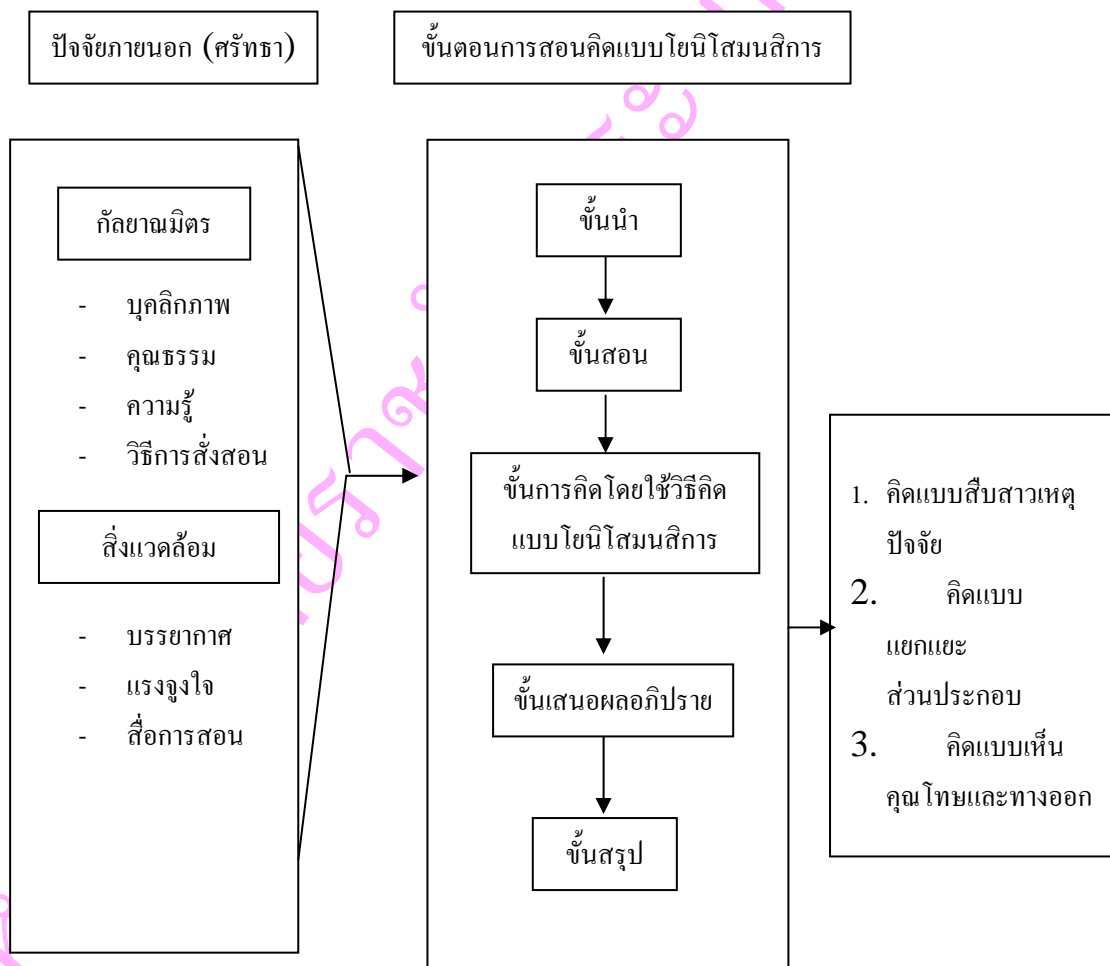 ปัจจัยภายนอก (ศรัทธา)
ขั้นตอนการสอนคิดแบบโยนิโสมนสิการ
กัลยาณมิตร
- บุคลิกภาพ
- คุณธรรม
- ความรู้
- วิธีการสั่งสอน
สิ่งแวดล้อม
- บรรยากาศ
- แรงจูงใจ
- สื่อการสอน
ขั้นนำ
ขั้นสอน
ขั้นการคิดโดยใช้วิธีคิด
แบบโยนิโสมนสิการ
ขั้นเสนอผลอภิปราย
ขั้นสรุป
1. คิดแบบสืบสาวเหตุ
ปัจจัย
2. คิดแบบ
แยกแยะ
ส่วนประกอบ
3. คิดแบบเห็น
คุณโทษและทางออก